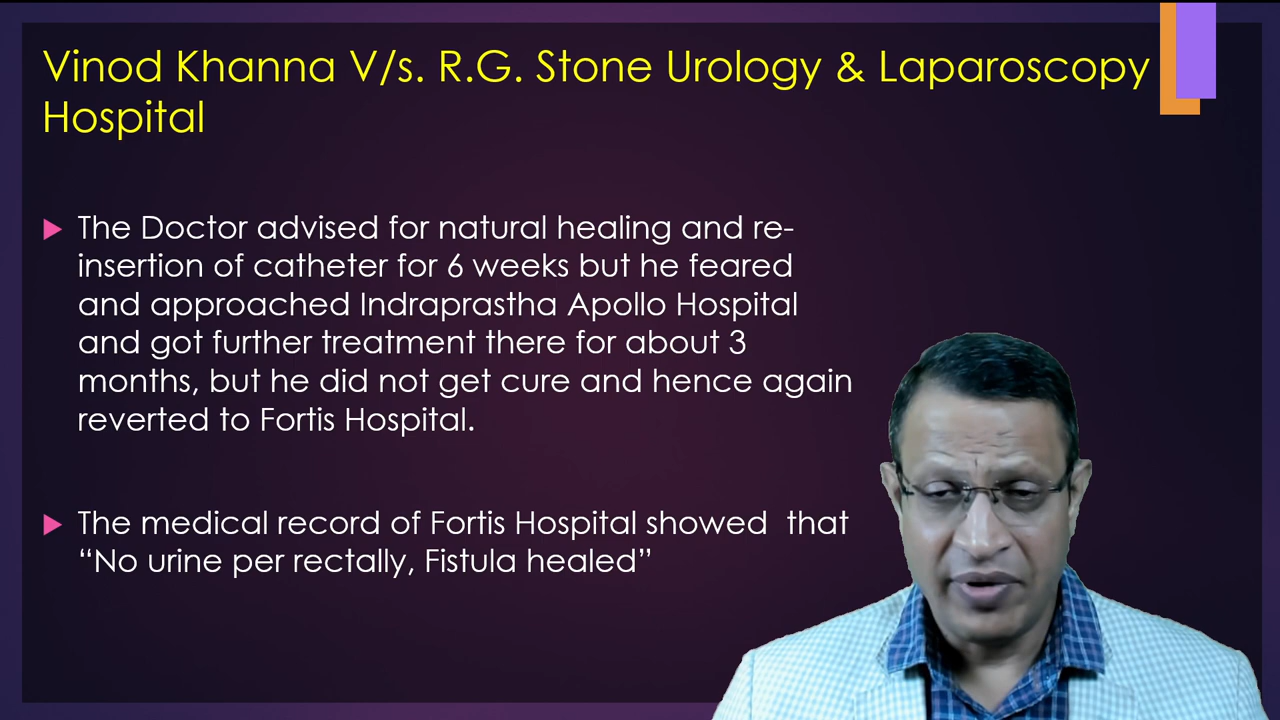 Vinod Khanna V/s. R.G. Stone Urology & Laparoscopy
Hospital
The Doctor advised for natural healing and re-
insertion of catheter for 6 weeks but he feared
and approached Indraprastha Apollo Hospital
and got further treatment there for about 3
months, but he did not get cure and hence again
reverted to Fortis Hospital.
The medical record of Fortis Hospital showed  that
“No urine per rectally, Fistula healed”